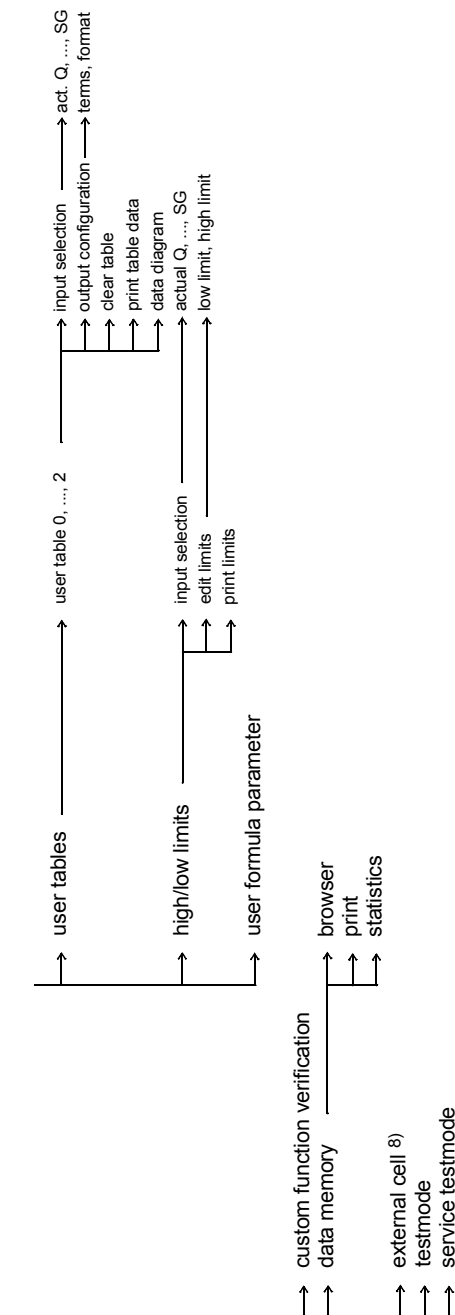 user tables
user table 0, ..., 2
input selection
act. Q, ..., SG
output configuration
terms, format
clear table
print table data
data diagram
high/low limits
input selection
actual Q, ..., SG
edit limits
low limit, high limit
print limits
user formula parameter
custom function verification
data memory
browser
print
statistics
external cell 8)
testmode
service testmode